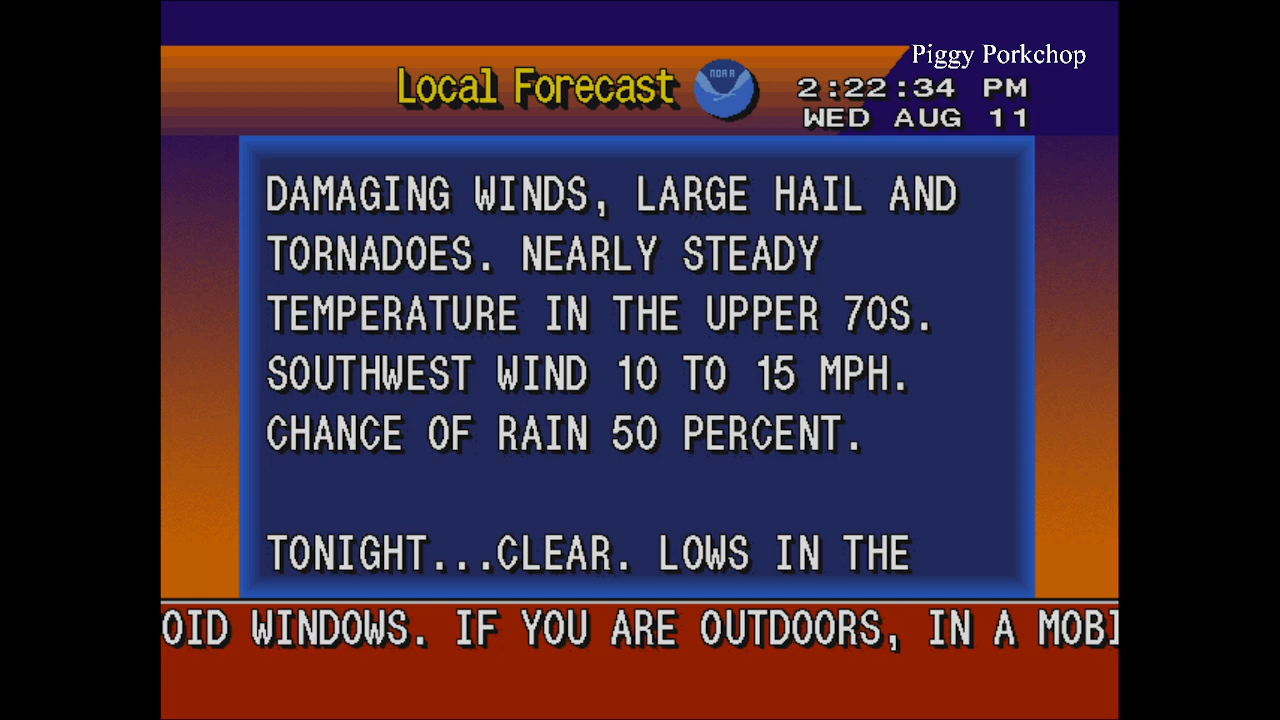 Piggy Porkchop
Local Forecast
NOAA
2:22:34 PM
WED AUG 11
DAMAGING WINDS, LARGE HAIL AND
TORNADOES. NEARLY STEADY
TEMPERATURE IN THE UPPER 70S.
SOUTHWEST WIND 10 TO 15 MPH.
CHANCE OF RAIN 50 PERCENT.
TONIGHT...CLEAR. LOWS IN THE
OID WINDOWS. IF YOU ARE OUTDOORS, IN A MOBI